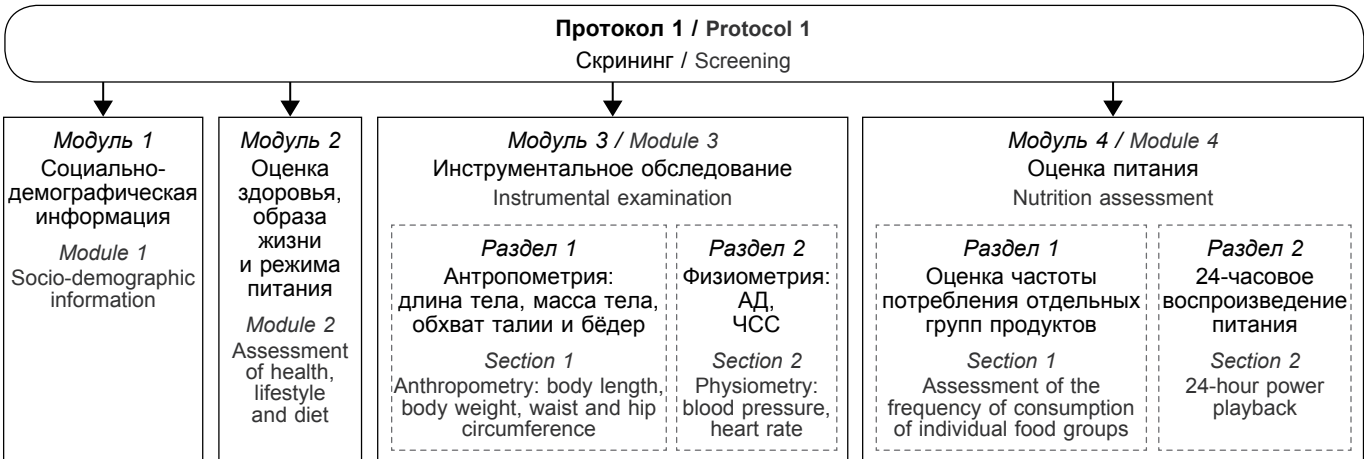 Протокол 1 / Protocol 1
Скрининг / Screening
Модуль 1
Социально-
демографическая
информация
Module 1
Socio-demographic
information
Модуль 2
Оценка
здоровья,
образа
жизни
и режима
питания
Module 2
Assessment
of health,
lifestyle
and diet
Модуль 3 / Module 3
Инструментальное обследование
Instrumental examination
Раздел 1
Антропометрия:
длина тела, масса тела,
обхват талии и бёдер
Section 1
Anthropometry: body length,
body weight, waist and hip
circumference
Раздел 2
Физиометрия:
АД,
ЧСС
Section 2
Physiometry:
blood pressure,
heart rate
Модуль 4 / Module 4
Оценка питания
Nutrition assessment
Раздел 1
Оценка частоты
потребления отдельных
групп продуктов
Section 1
Assessment of the
frequency of consumption
of individual food groups
Раздел 2
24-часовое
воспроизведение
питания
Section 2
24-hour power
playback